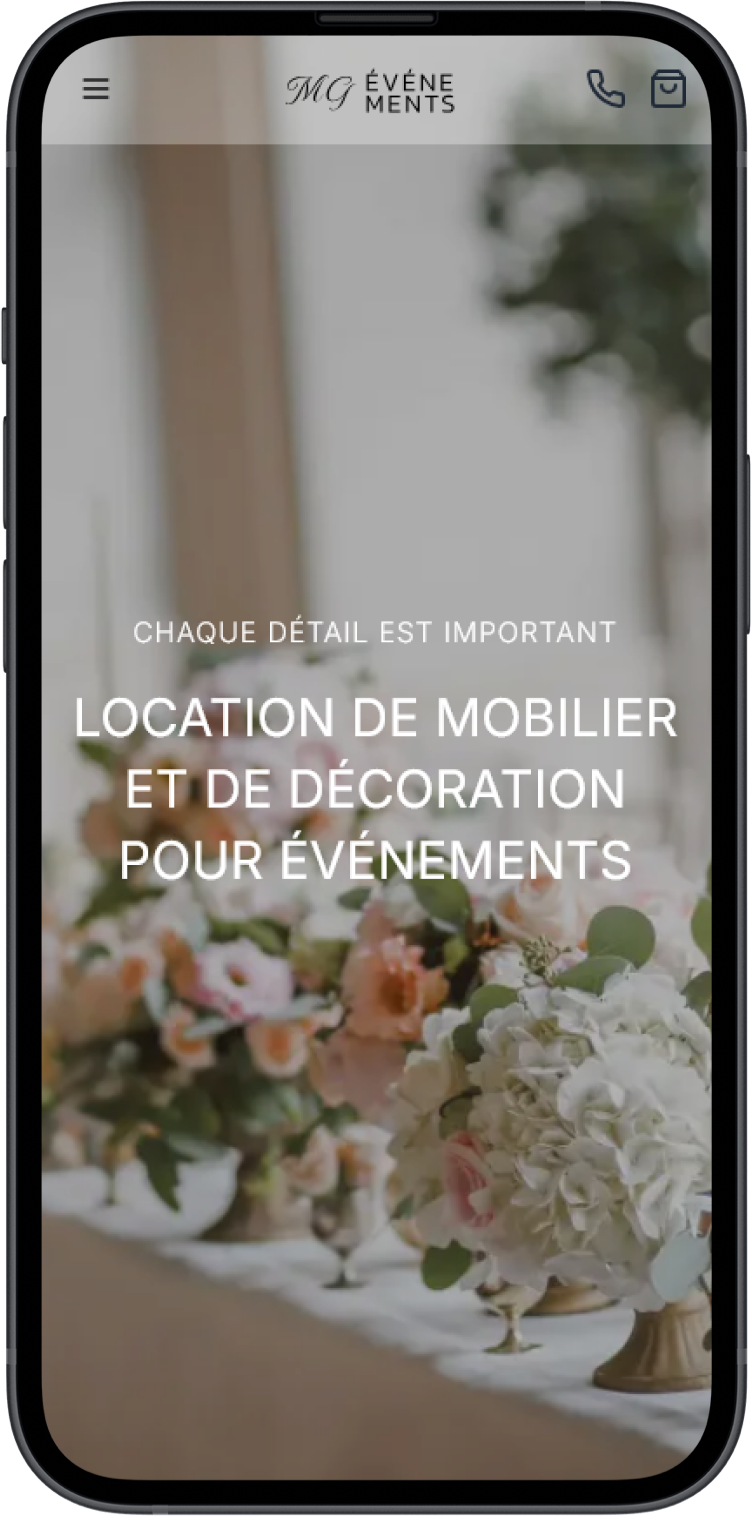 MG ÉVÉNE
MENTS
CHAQUE DÉTAIL EST IMPORTANT
LOCATION DE MOBILIER
ET DE DÉCORATION
POUR ÉVÉNEMENTS